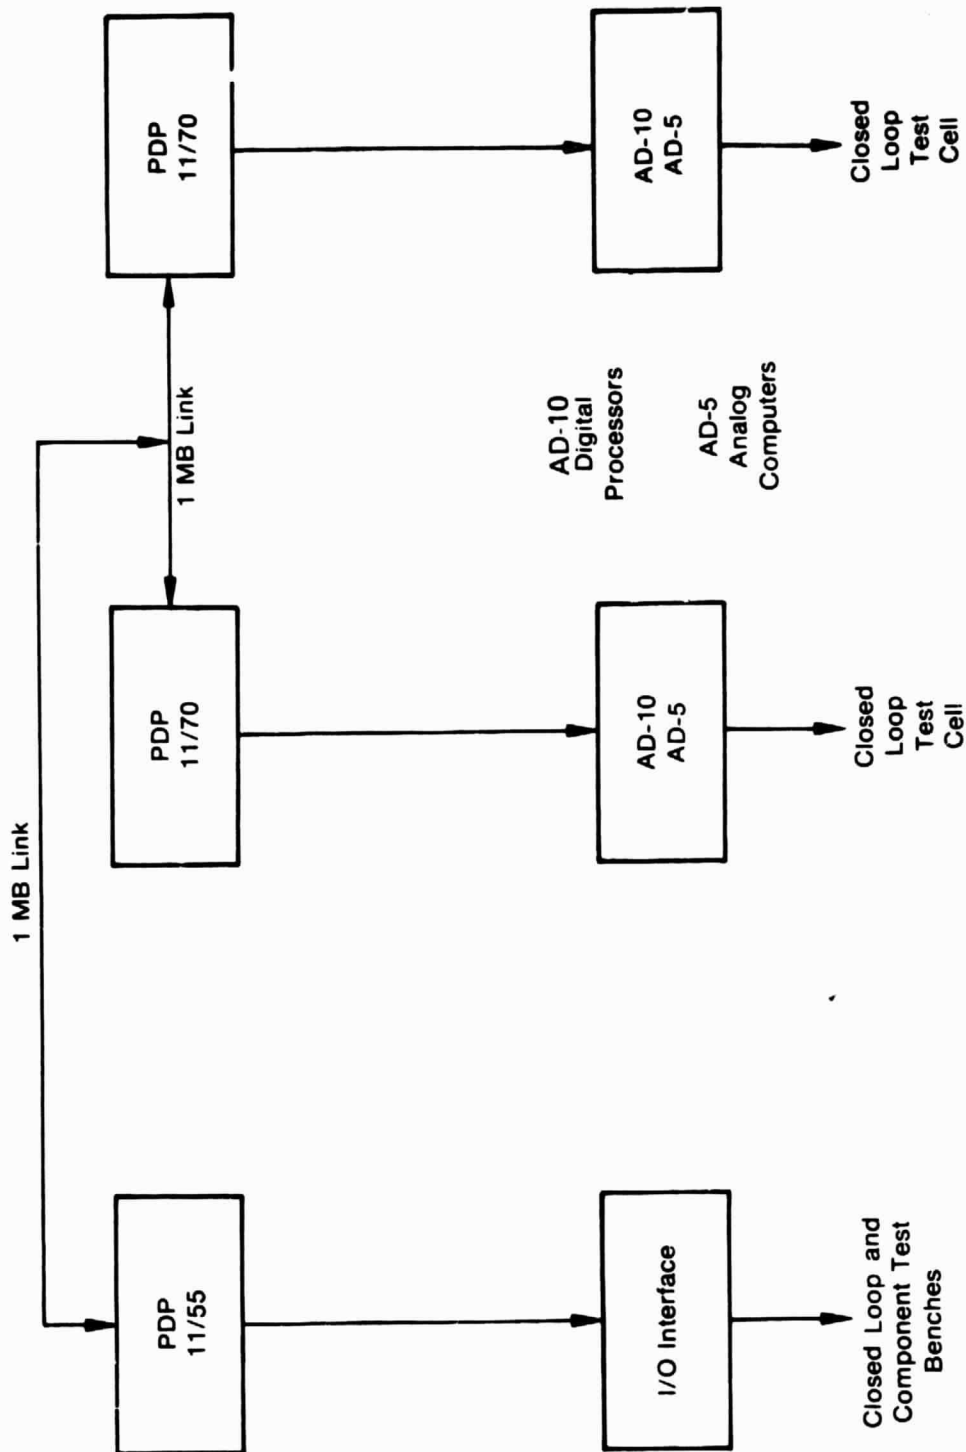 1 MB Link
PDP
11/55
PDP
11/70
1 MB Link
PDP
11/70
I/O Interface
AD-10
AD-5
AD-10
Digital
Processors
AD-5
Analog
Computers
AD-10
AD-5
Closed Loop and
Component Test
Benches
Closed
Loop
Test
Cell
Closed
Loop
Test
Cell